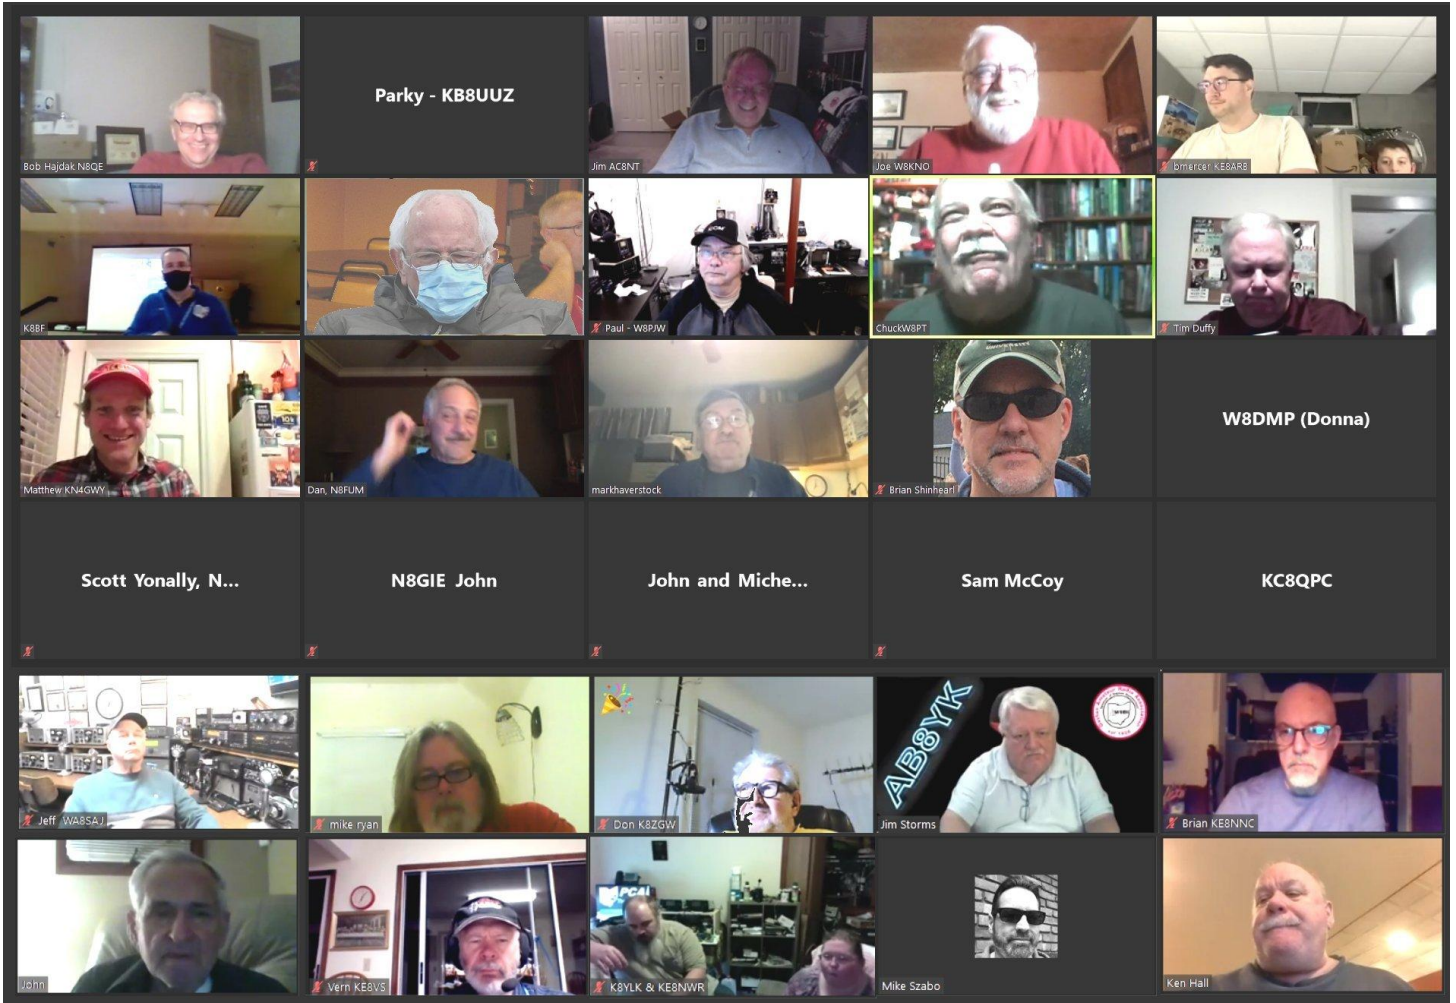 Bob Hajdak N8QE
Parky - KB8UUZ
Jim AC8NT
Joe W8KNO
bmercer KE8ARB
K8BF
Paul - W8PJW
ChuckW8PT
Tim Duffy
Matthew KN4GWY
Dan, N8FUM
markhaverstock
Brian Shinhearl
W8DMP (Donna)
Scott Yonally, N...
N8GIE John
John and Miche...
Sam McCoy
KC8QPC
Jeff WA8SAJ
mike ryan
Don K8ZGW
AB8YK
Jim Storms
Brian KE8NNC
John
Vern KE8VS
K8YLK & KE8NWR
Mike Szabo
Ken Hall